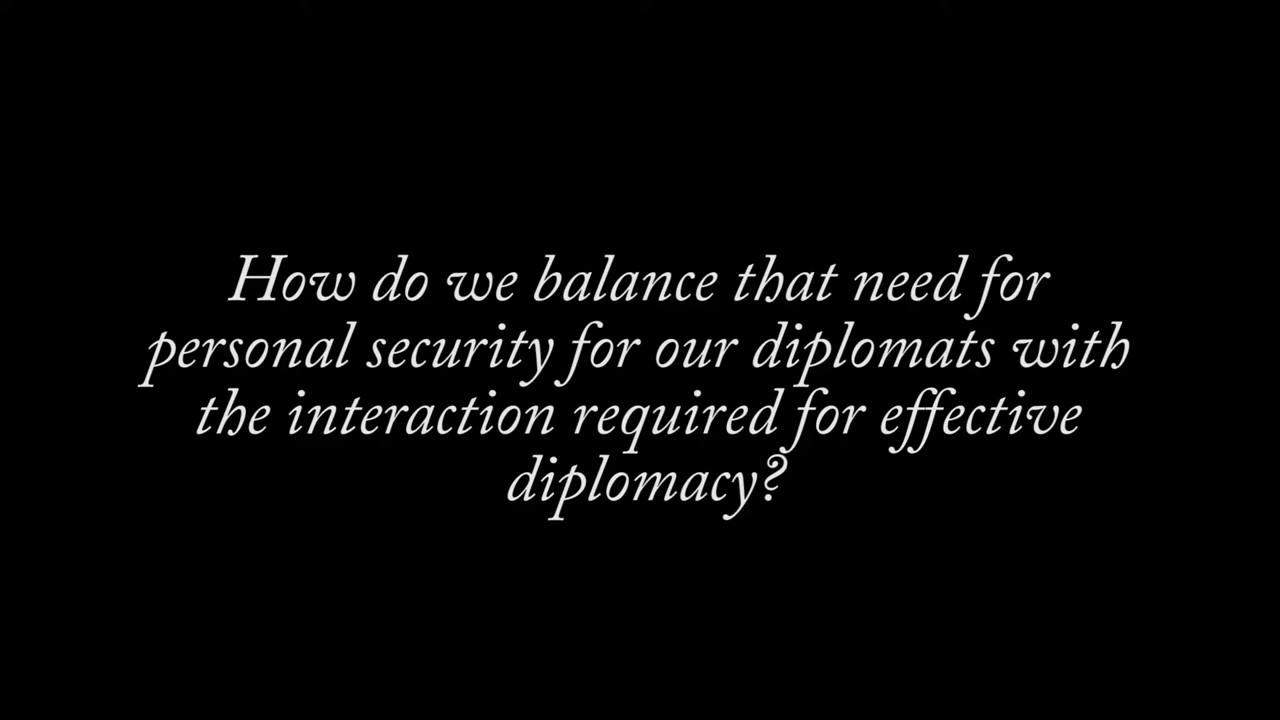 How do we balance that need for
personal security for our diplomats with
the interaction required for effective
diplomacy?